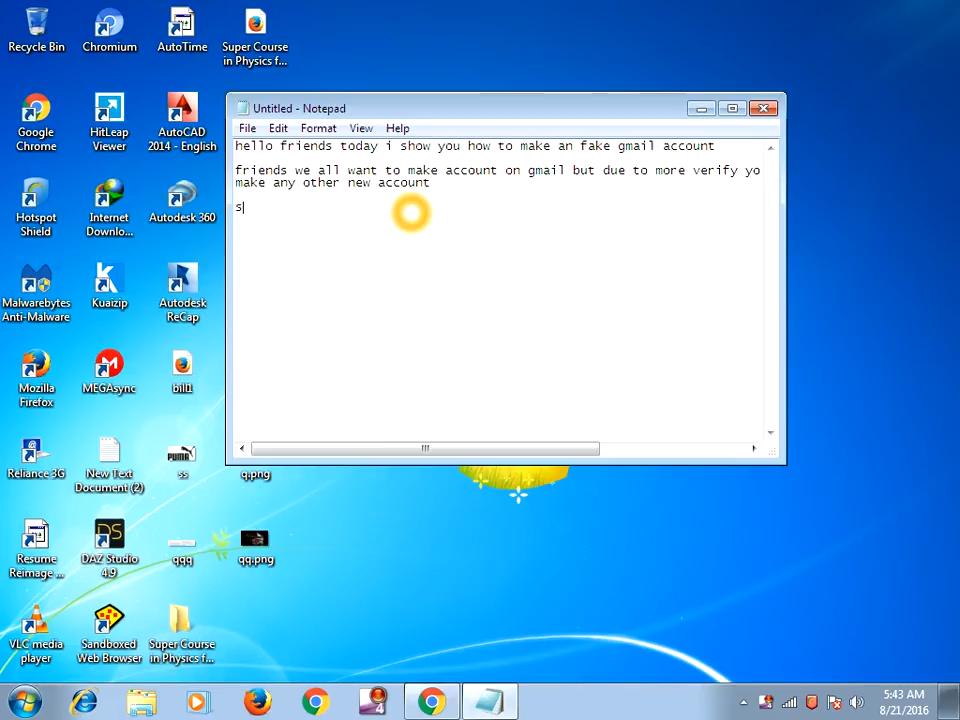 Recycle Bin
Chromium
AutoTime
Super Course
in Physics f...
Google
Chrome
HitLeap
Viewer
AutoCAD
2014 - English
Hotspot
Shield
Internet
Downlo...
Autodesk 360
Malwarebytes
Anti-Malware
Kuaizip
Autodesk
ReCap
Mozilla
Firefox
MEGAsync
bill1
Reliance 3G
New Text
Document (2)
PUMA
ss
q.png
Resume
Reimage ...
DS
DAZ Studio
4.9
qqq
qq.png
VLC media
player
Sandboxed
Web Browser
Super Course
in Physics f...
Untitled - Notepad
File Edit Format View Help
hello friends today i show you how to make an fake gmail account
friends we all want to make account on gmail but due to more verify yo
make any other new account
s
4
5:43 AM
8/21/2016